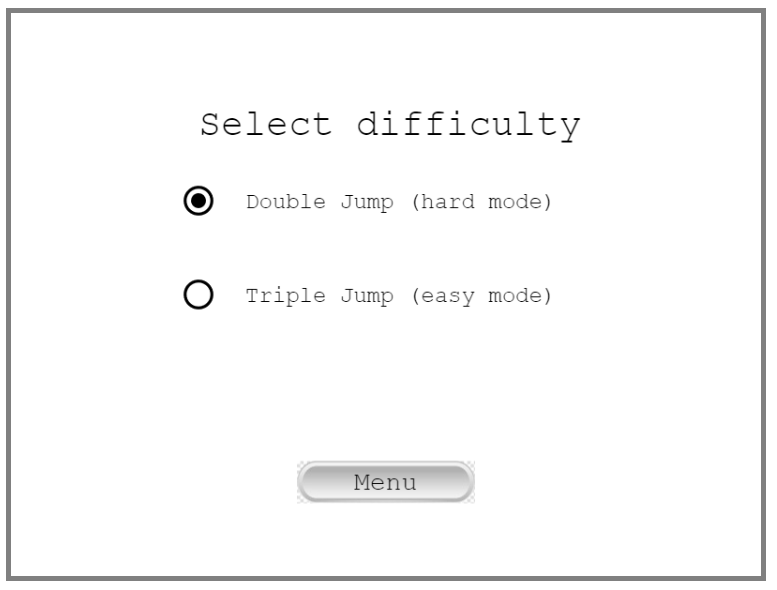 Select difficulty
Double Jump (hard mode)
Triple Jump (easy mode)
Menu